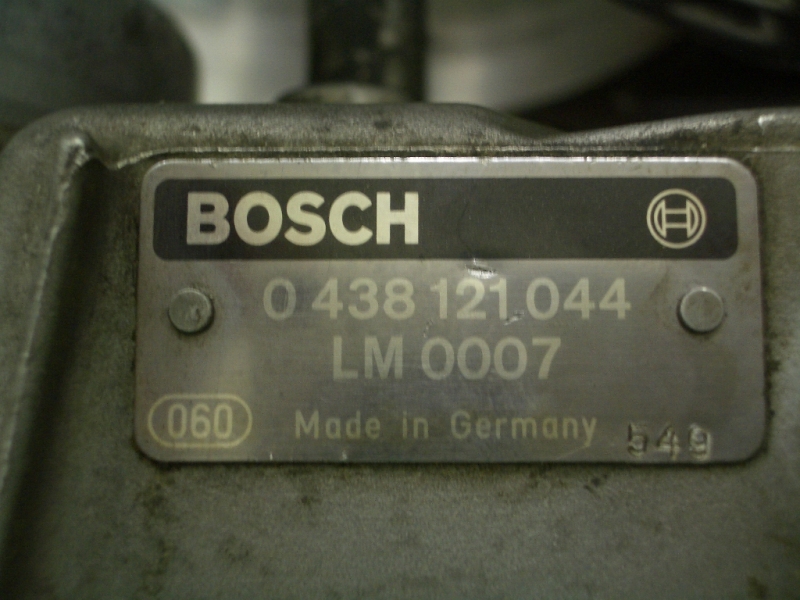 BOSCH
0 438 121 044
LM 0007
060 Made in Germany 549